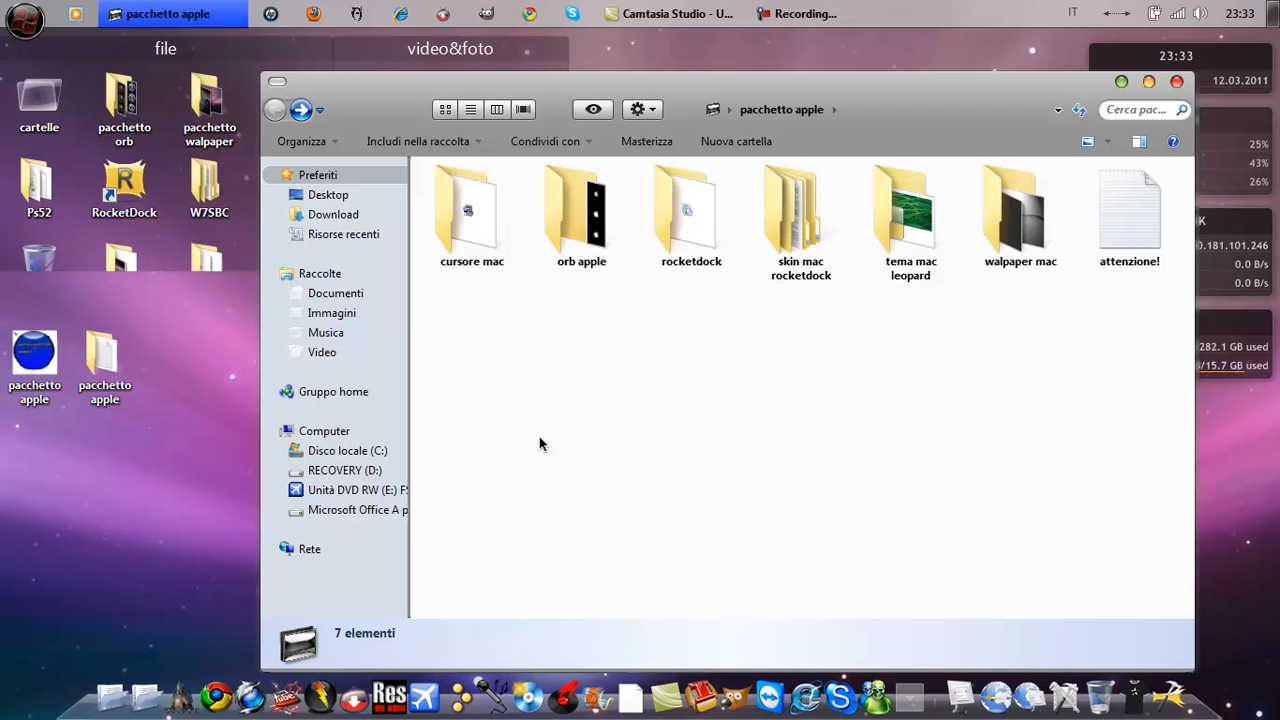 pacchetto apple
Camtasia Studio - U...
Recording...
IT
23:33
file
video&foto
23:33
12.03.2011
25%
43%
26%
K
0.181.101.246
0.0 B/s
0.0 B/s
282.1 GB used
/15.7 GB used
cartelle
pacchetto
orb
pacchetto
walpaper
Ps52
RocketDock
W7SBC
pacchetto
apple
pacchetto
apple
pacchetto apple
Cerca pac...
Organizza
Includi nella raccolta
Condividi con
Masterizza
Nuova cartella
Preferiti
Desktop
Download
Risorse recenti
Raccolte
Documenti
Immagini
Musica
Video
Gruppo home
Computer
Disco locale (C:)
RECOVERY (D:)
Unità DVD RW (E:) F
Microsoft Office A p
Rete
cursore mac
orb apple
rocketdock
skin mac
rocketdock
tema mac
leopard
walpaper mac
attenzione!
7 elementi
Res